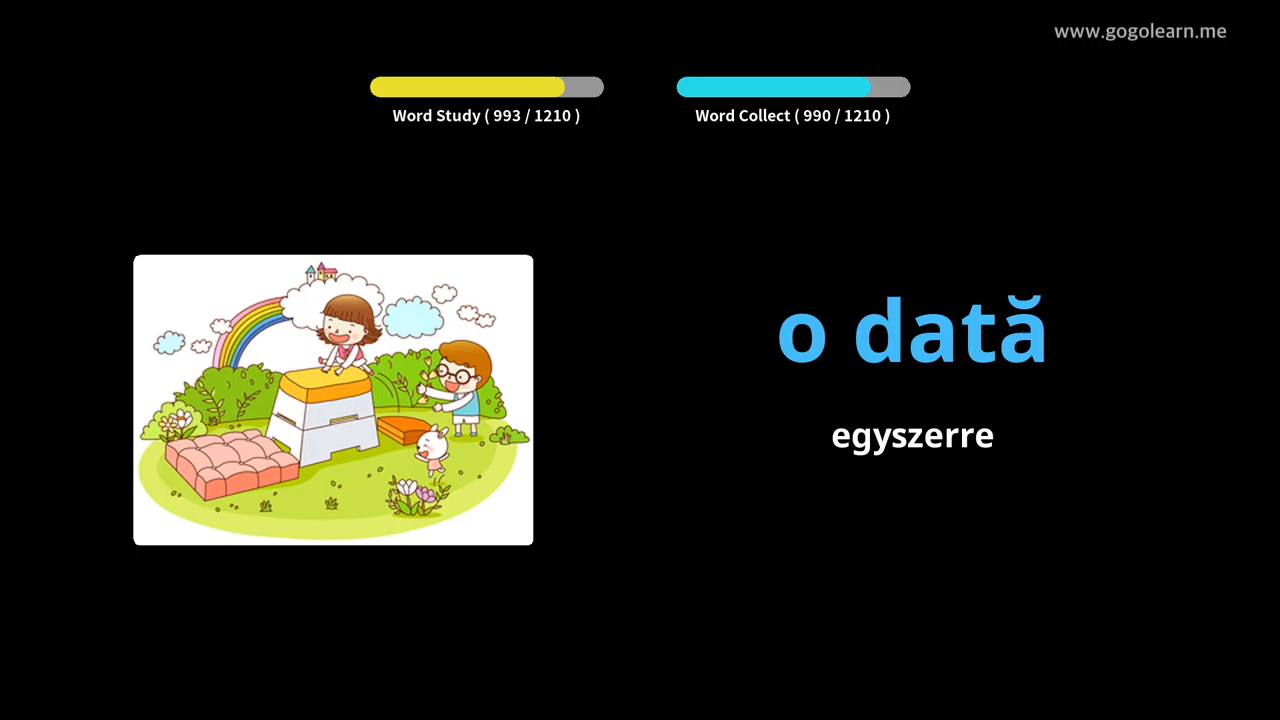 www.gogolearn.me
Word Study ( 993 / 1210 )
Word Collect ( 990 / 1210 )
o dată
egyszerre